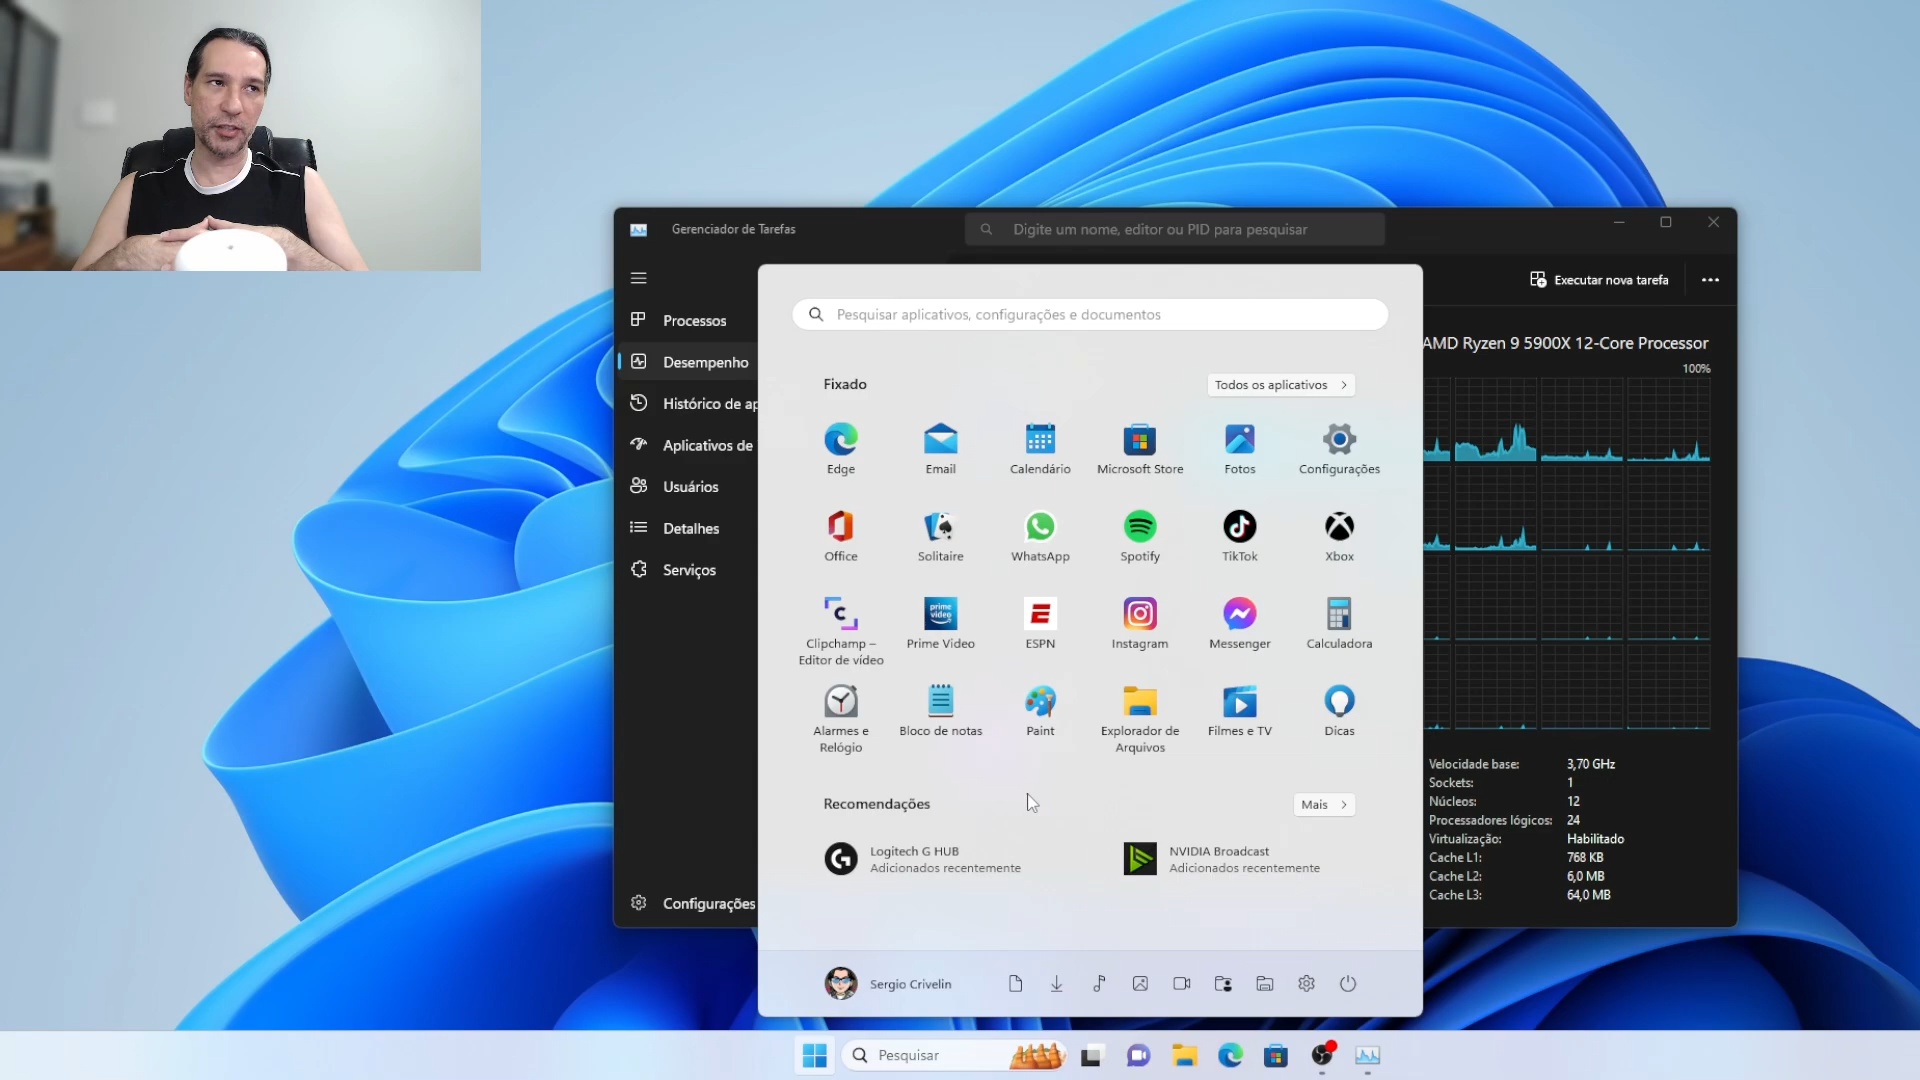 Gerenciador de Tarefas
Digite um nome, editor ou PID para pesquisar
Executar nova tarefa
Processos
Desempenho
Histórico de ap
Aplicativos de
Usuários
Detalhes
Serviços
Configurações
Pesquisar aplicativos, configurações e documentos
Fixado
Todos os aplicativos
Edge
Email
Calendário
Microsoft Store
Fotos
Configurações
Office
Solitaire
WhatsApp
Spotify
TikTok
Xbox
prime
video
Clipchamp –
Editor de vídeo
Prime Video
ESPN
Instagram
Messenger
Calculadora
Alarmes e
Relógio
Bloco de notas
Paint
Explorador de
Arquivos
Filmes e TV
Dicas
Recomendações
Mais
Logitech G HUB
Adicionados recentemente
NVIDIA Broadcast
Adicionados recentemente
Sergio Crivelin
AMD Ryzen 9 5900X 12-Core Processor
100%
Velocidade base: 3,70 GHz
Sockets: 1
Núcleos: 12
Processadores lógicos: 24
Virtualização: Habilitado
Cache L1: 768 KB
Cache L2: 6,0 MB
Cache L3: 64,0 MB
Pesquisar